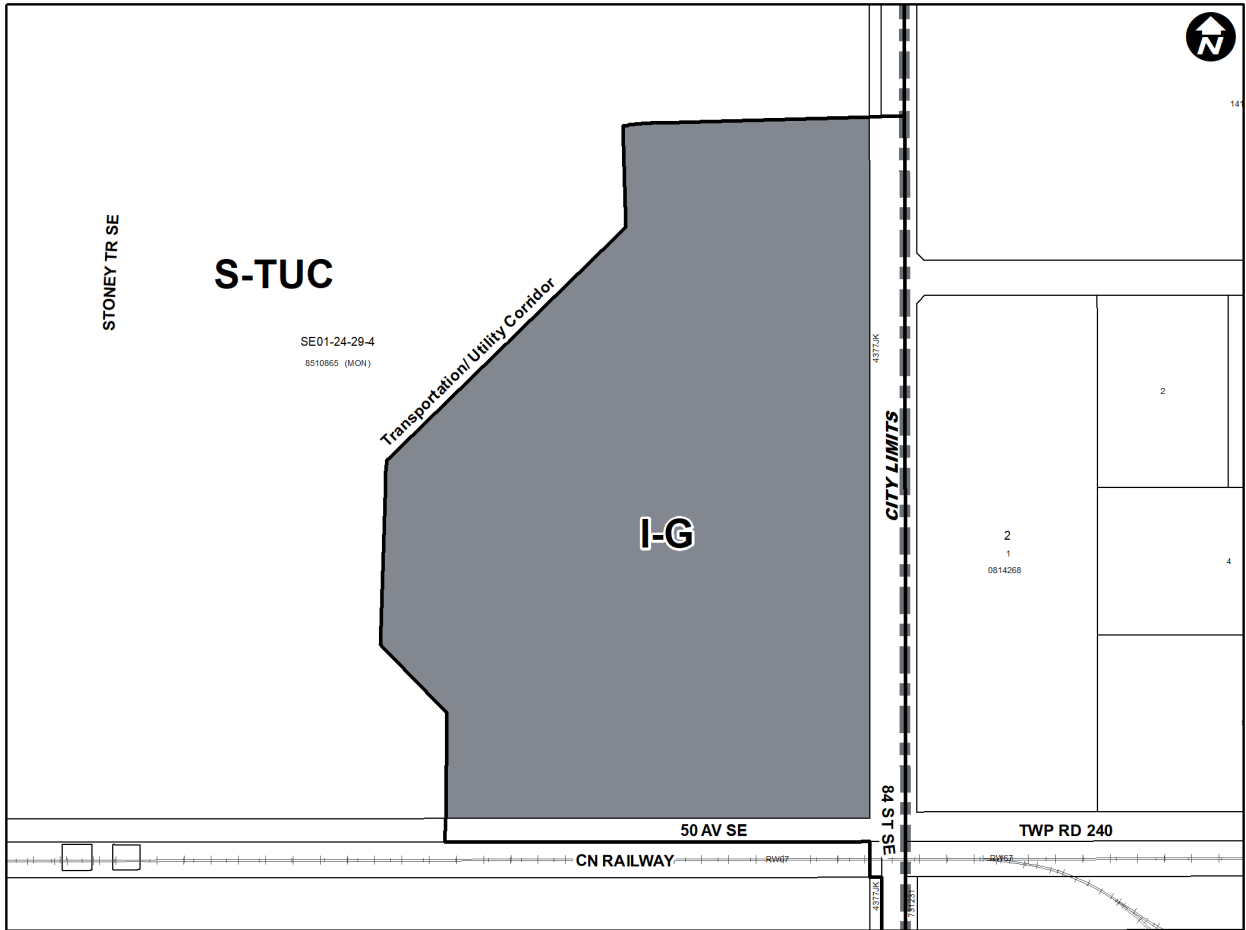 N
141
STONEY TR SE
S-TUC
SE01-24-29-4
8510865 (MON)
Transportation/ Utility Corridor
4377JK
CITY LIMITS
2
I-G
2
1
0814268
4
84 ST SE
50 AV SE
TWP RD 240
CN RAILWAY
RW67
RW67
4377JK
731231